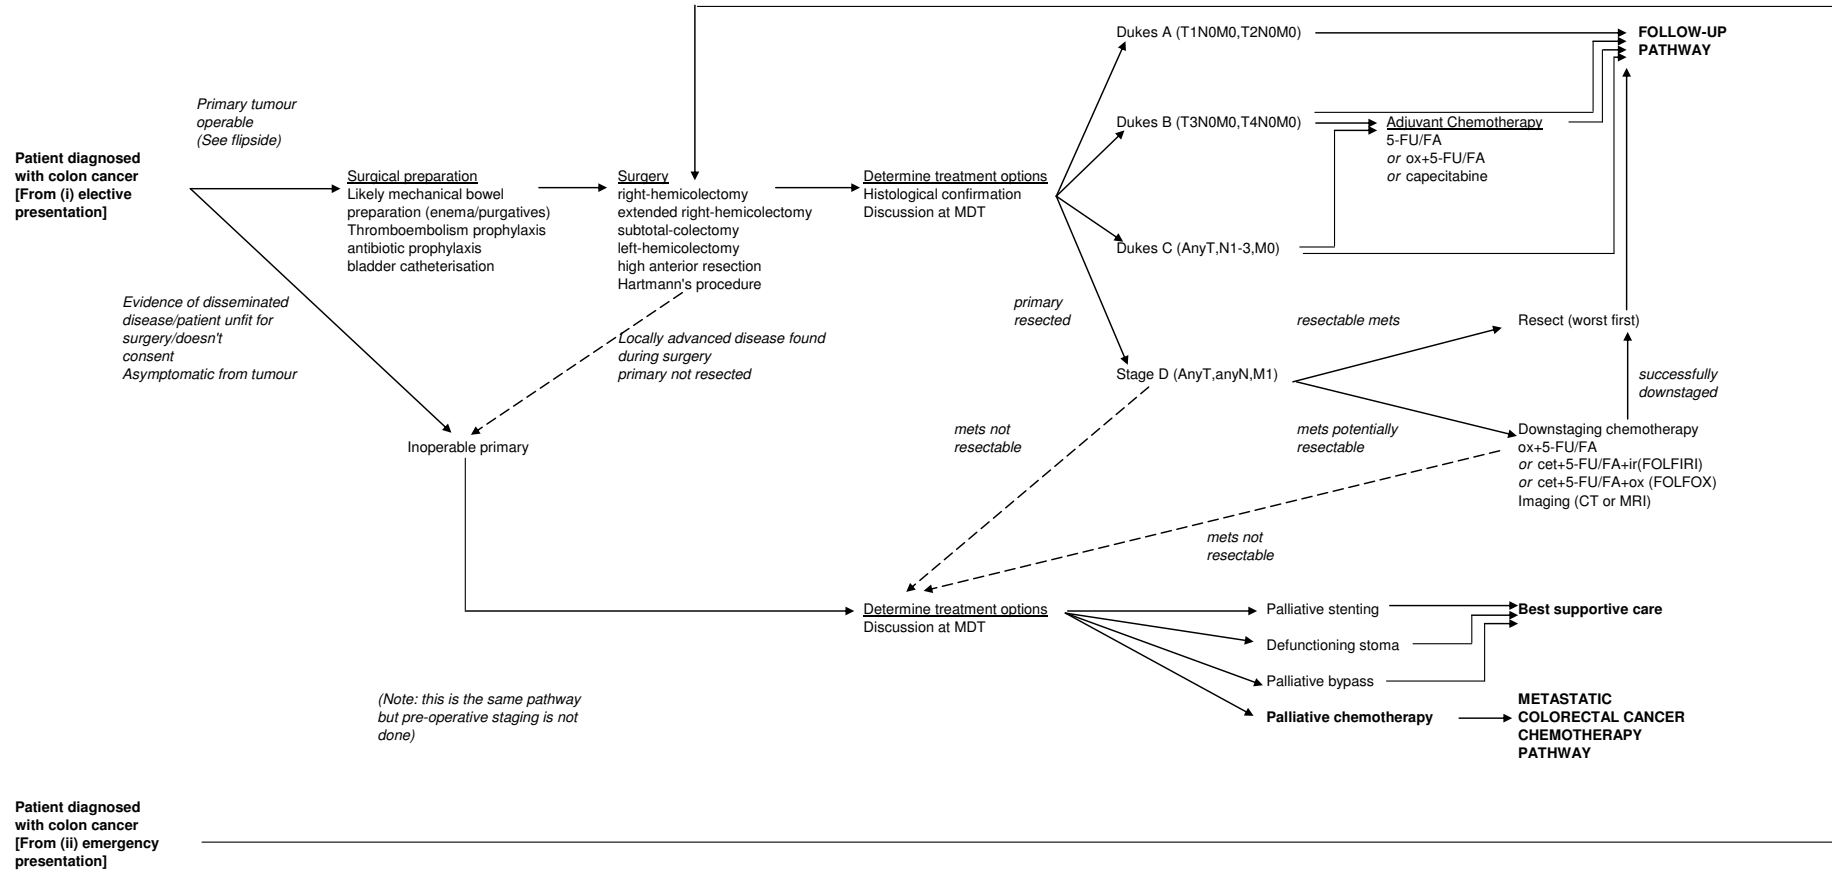 Dukes A (T1N0M0,T2N0M0)
FOLLOW-UP
PATHWAY
Primary tumour
operable
(See flipside)
Dukes B (T3N0M0,T4N0M0)
Adjuvant Chemotherapy
5-FU/FA
or ox+5-FU/FA
or capecitabine
Patient diagnosed
with colon cancer
[From (i) elective
presentation]
Surgical preparation
Likely mechanical bowel
preparation (enema/purgatives)
Thromboembolism prophylaxis
antibiotic prophylaxis
bladder catheterisation
Surgery
right-hemicolectomy
extended right-hemicolectomy
subtotal-colectomy
left-hemicolectomy
high anterior resection
Hartmann's procedure
Determine treatment options
Histological confirmation
Discussion at MDT
Dukes C (AnyT,N1-3,M0)
Evidence of disseminated
disease/patient unfit for
surgery/doesn't
consent
Asymptomatic from tumour
Locally advanced disease found
during surgery
primary not resected
primary
resected
resectable mets
Resect (worst first)
Stage D (AnyT,anyN,M1)
successfully
downstaged
Inoperable primary
mets not
resectable
mets potentially
resectable
Downstaging chemotherapy
ox+5-FU/FA
or cet+5-FU/FA+ir(FOLFIRI)
or cet+5-FU/FA+ox (FOLFOX)
Imaging (CT or MRI)
mets not
resectable
Determine treatment options
Discussion at MDT
Palliative stenting
Best supportive care
Defunctioning stoma
Palliative bypass
Palliative chemotherapy
METASTATIC
COLORECTAL CANCER
CHEMOTHERAPY
PATHWAY
(Note: this is the same pathway
but pre-operative staging is not
done)
Patient diagnosed
with colon cancer
[From (ii) emergency
presentation]